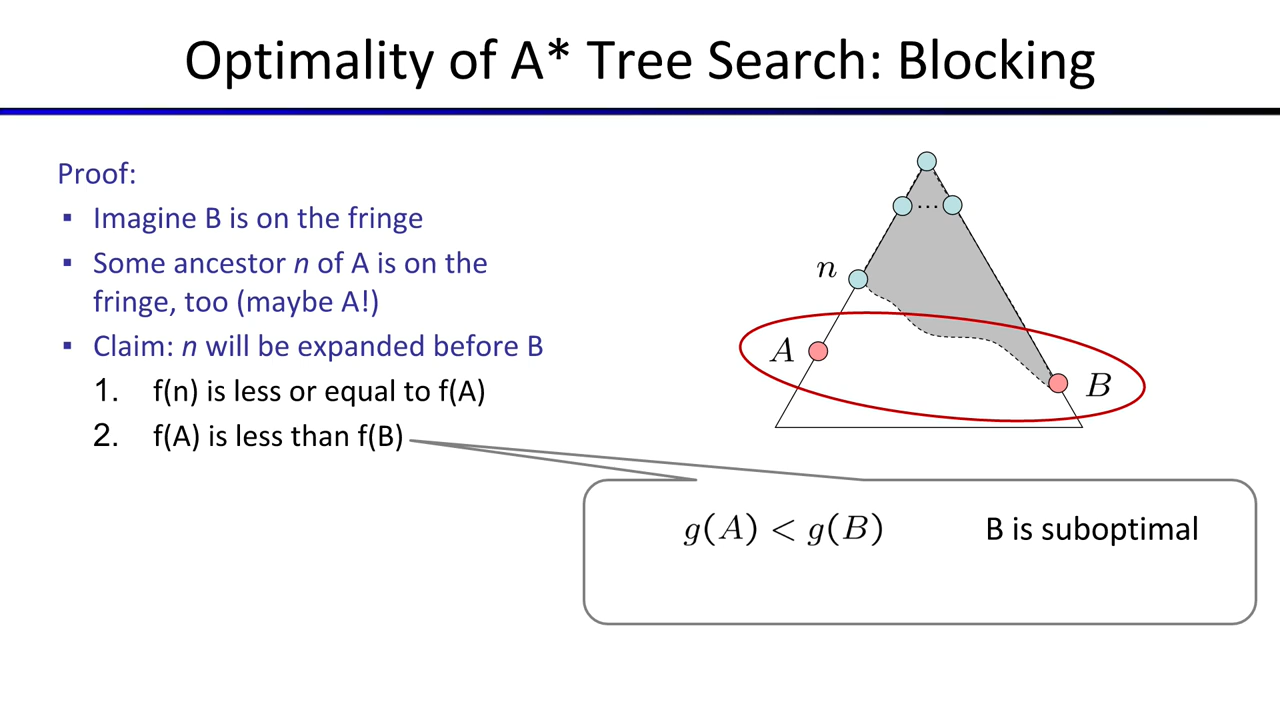 Optimality of A* Tree Search: Blocking
Proof:
▪ Imagine B is on the fringe
▪ Some ancestor n of A is on the
fringe, too (maybe A!)
▪ Claim: n will be expanded before B
1. f(n) is less or equal to f(A)
2. f(A) is less than f(B)
…
n
A
B
g(A) < g(B) B is suboptimal